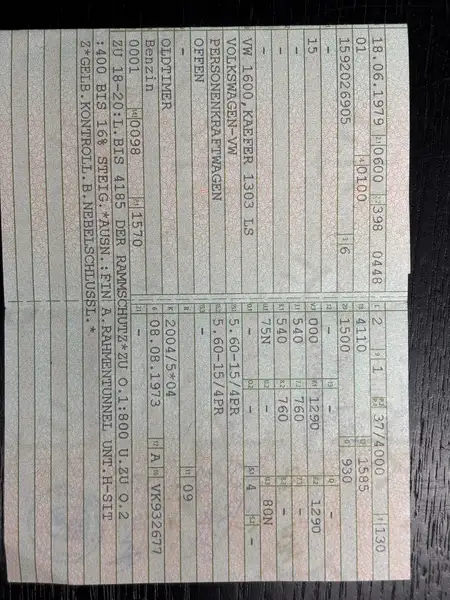 18.06.1979 0600 398 0448 2 1 37/4000 130
01 0100 4110 1585
1592026905 6 1500 930
- - - -
15 - 000 1290 1290
- 540 760 -
- 540 760 -
VW 1600,KAEFER 1303 LS 75N - 80N
VOLKSWAGEN-VW -
PERSONENKRAFTWAGEN 5.60-15/4PR 4 -
OFFEN 5.60-15/4PR
- -
OLDTIMER 2004/5*04 09
Benzin 08.08.1973 A VK932677
0001 0098 1570 -
ZU 18-20:L.BIS 4185 DER RAMMSCHUTZ*ZU O.1:800 U.ZU O.2
:400 BIS 16% STEIG.*AUSN.:FIN A.RAHMENTUNNEL UNT.H-SIT
Z*GELB.KONTROLL.B.NEBELSCHLUSSL.*